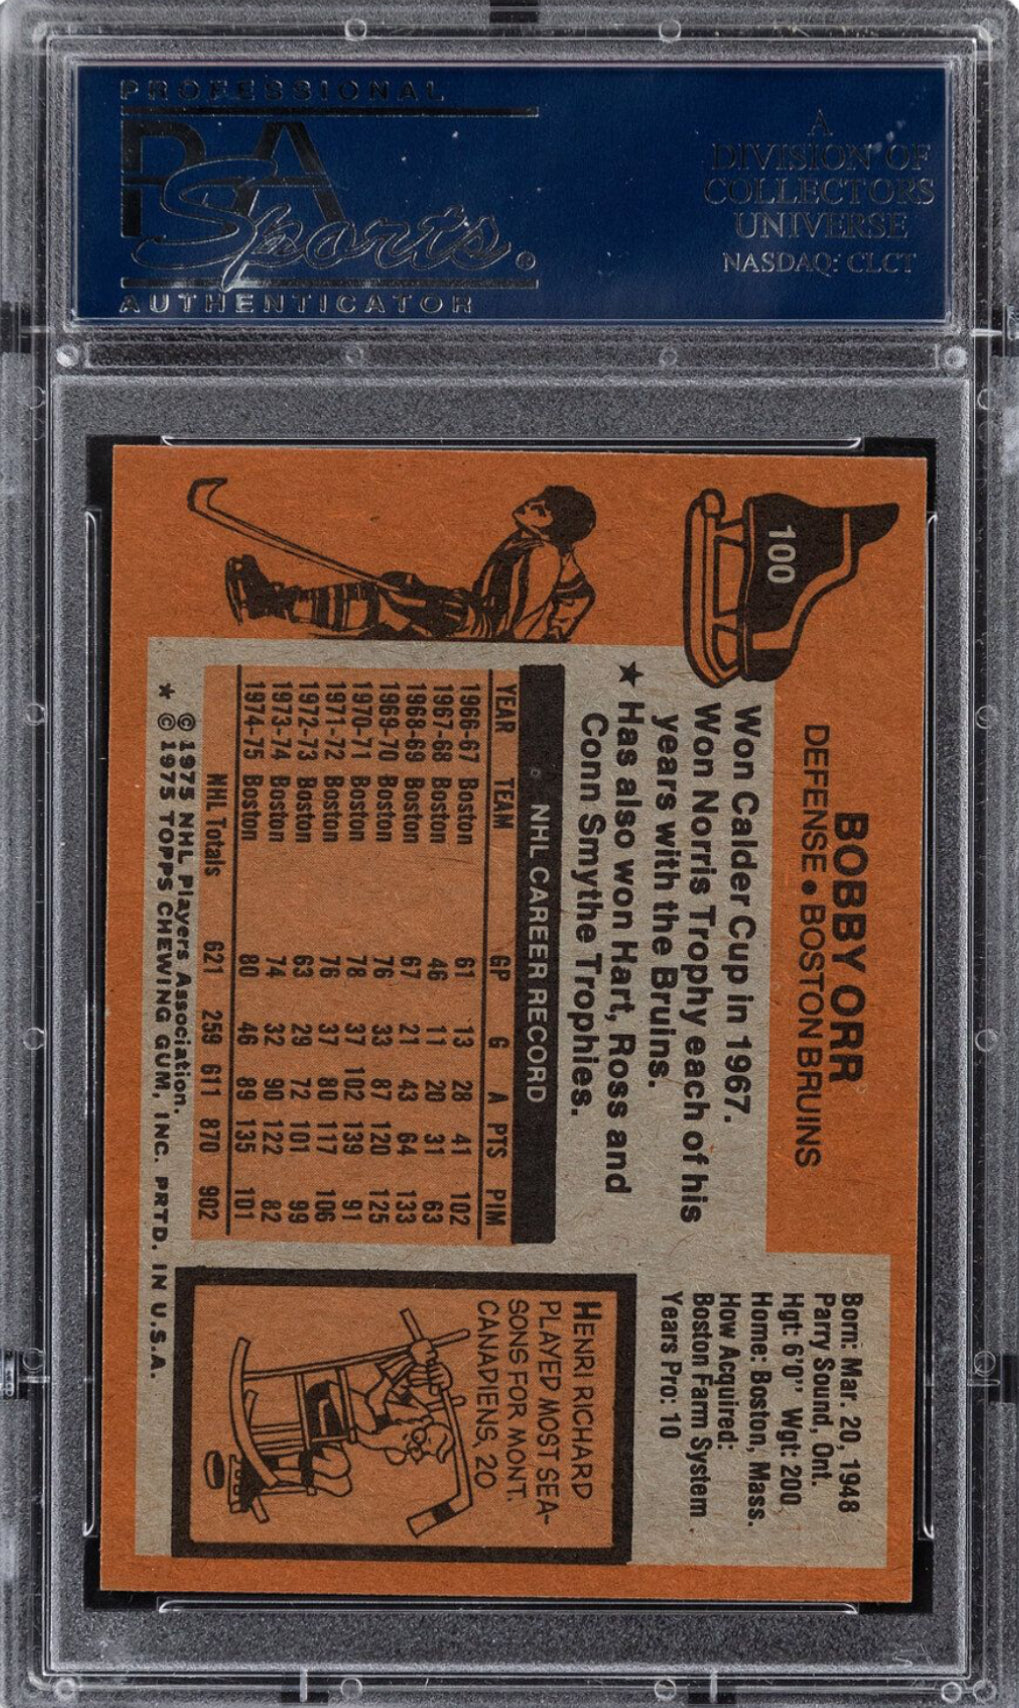 PROFESSIONAL
PSA
Sports
AUTHENTICATOR
A
DIVISION OF
COLLECTORS
UNIVERSE
NASDAQ: CLCT
100
BOBBY ORR
DEFENSE • BOSTON BRUINS
Won Calder Cup in 1967.
Won Norris Trophy each of his
years with the Bruins.
★ Has also won Hart, Ross and
Conn Smythe Trophies.
Born: Mar. 20, 1948
Parry Sound, Ont.
Hgt: 6'0" Wgt: 200
Home: Boston, Mass.
How Acquired:
Boston Farm System
Years Pro: 10
NHL CAREER RECORD
YEAR TEAM GP G A PTS PIM
1966-67 Boston 61 13 28 41 102
1967-68 Boston 46 11 20 31 63
1968-69 Boston 67 21 43 64 133
1969-70 Boston 76 33 87 120 125
1970-71 Boston 78 37 102 139 91
1971-72 Boston 76 37 80 117 106
1972-73 Boston 63 29 72 101 99
1973-74 Boston 74 32 90 122 82
1974-75 Boston 80 46 89 135 101
NHL Totals 621 259 611 870 902
HENRI RICHARD
PLAYED MOST SEA-
SONS FOR MONT.
CANADIENS, 20
© 1975 NHL Players Association.
★ © 1975 TOPPS CHEWING GUM, INC. PRTD. IN U.S.A.